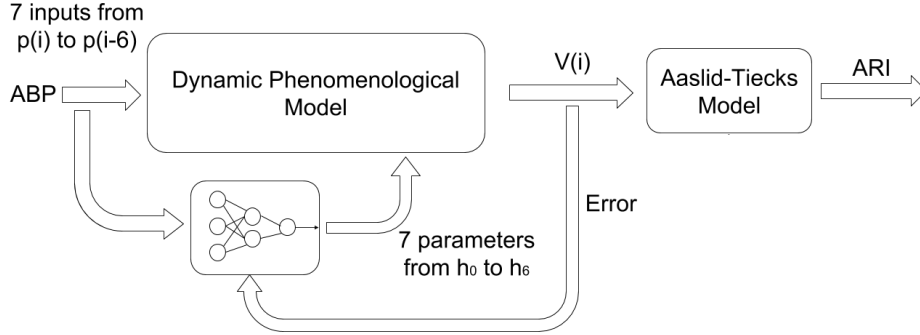 7 inputs from
p(i) to p(i-6)
ABP
Dynamic Phenomenological
Model
V(i)
Aaslid-Tiecks
Model
ARI
Error
7 parameters
from h₀ to h₆